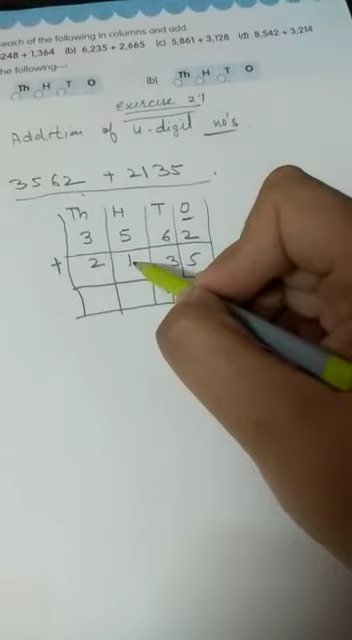 each of the following in columns and add
248 + 1,364 (b) 6,235 + 2,665 (c) 5,861 + 3,128 (d) 8,542 + 3,214
he following
Th H T O (b) Th H T O
Exercise 2.1
Addition of 4-digit no's
3562 + 2135
Th H T O
3 5 6 2
+ 2 1 3 5